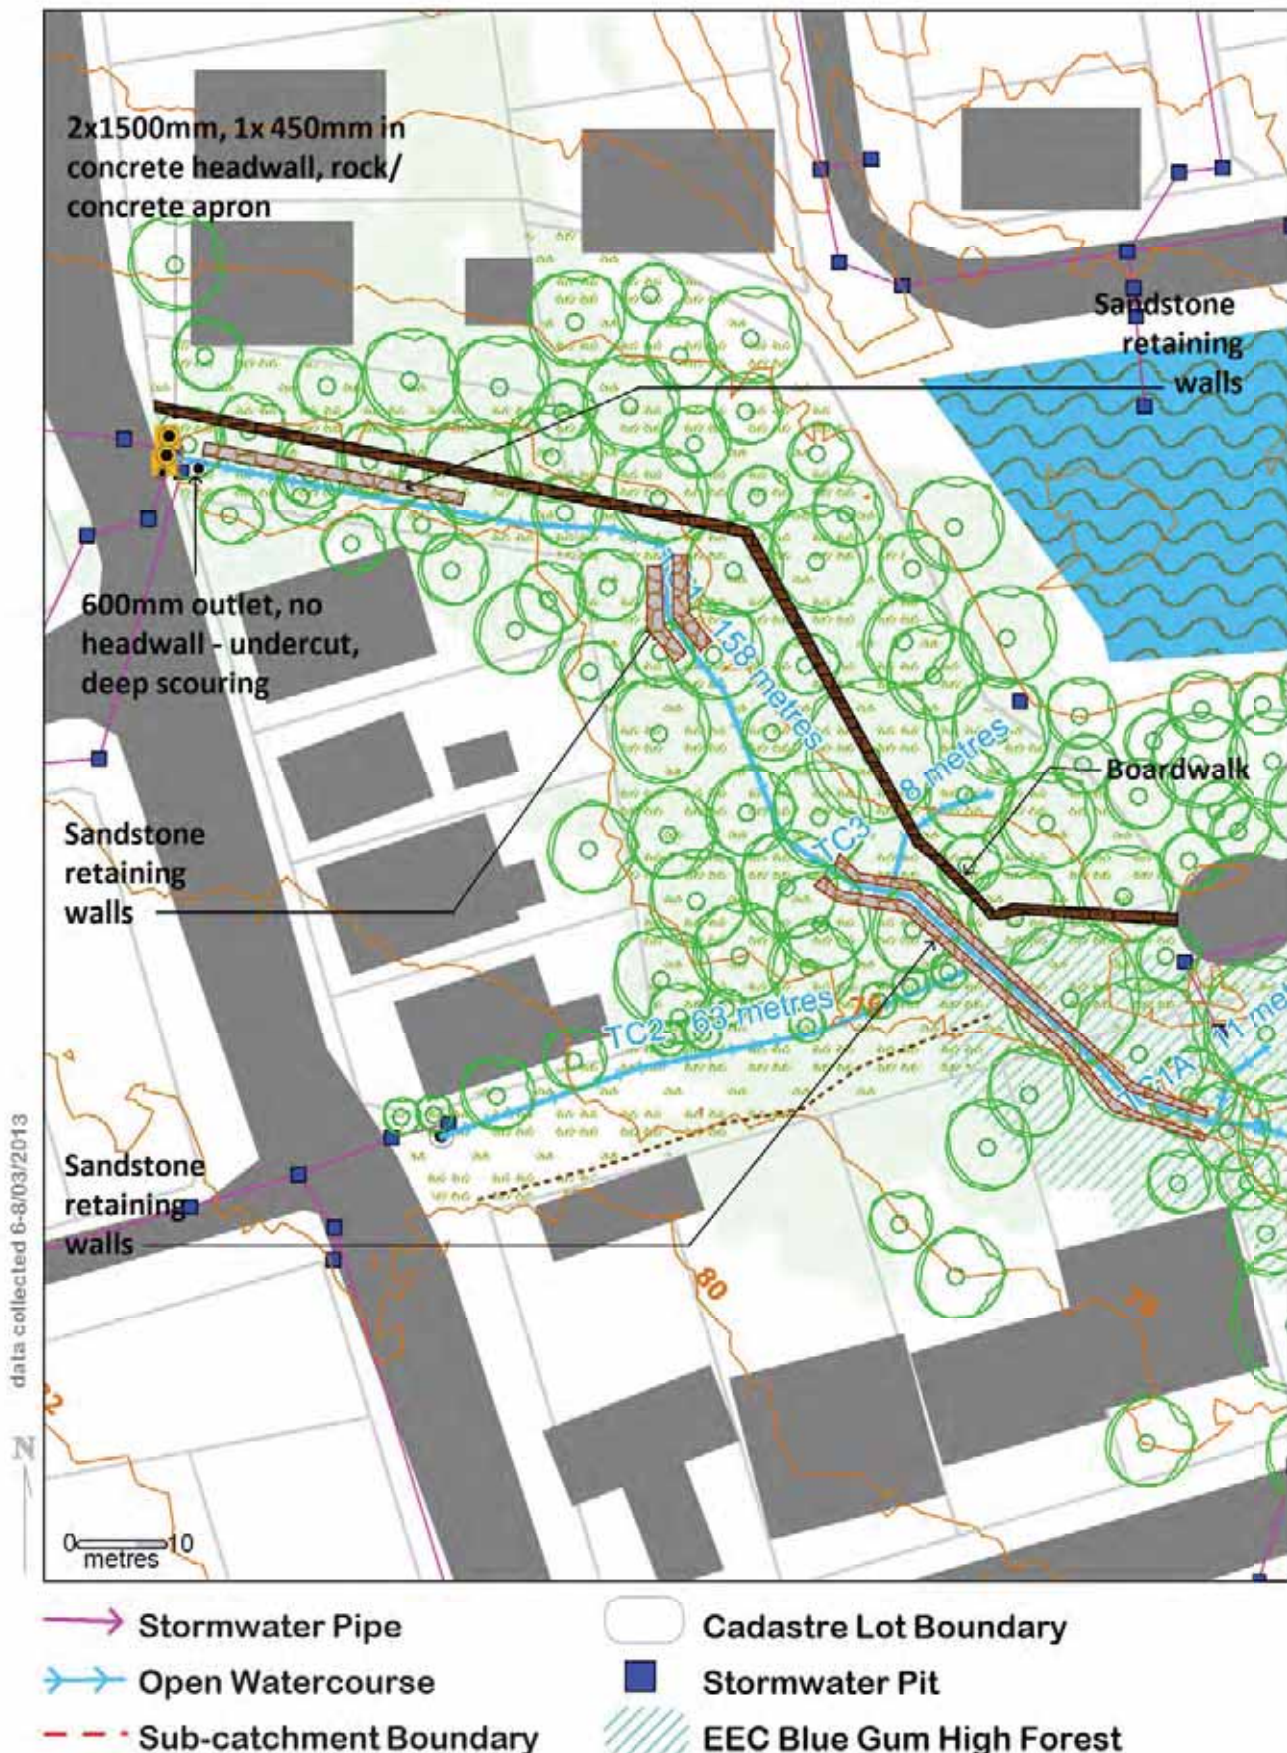 2x1500mm, 1x 450mm in
concrete headwall, rock/
concrete apron
Sandstone
retaining
walls
600mm outlet, no
headwall - undercut,
deep scouring
158 metres
8 metres
Boardwalk
TC3
Sandstone
retaining
walls
TC2
63 metres
Sandstone
retaining
walls
80
data collected 6-8/03/2013
N
0 10
metres
Stormwater Pipe
Cadastre Lot Boundary
Open Watercourse
Stormwater Pit
Sub-catchment Boundary
EEC Blue Gum High Forest